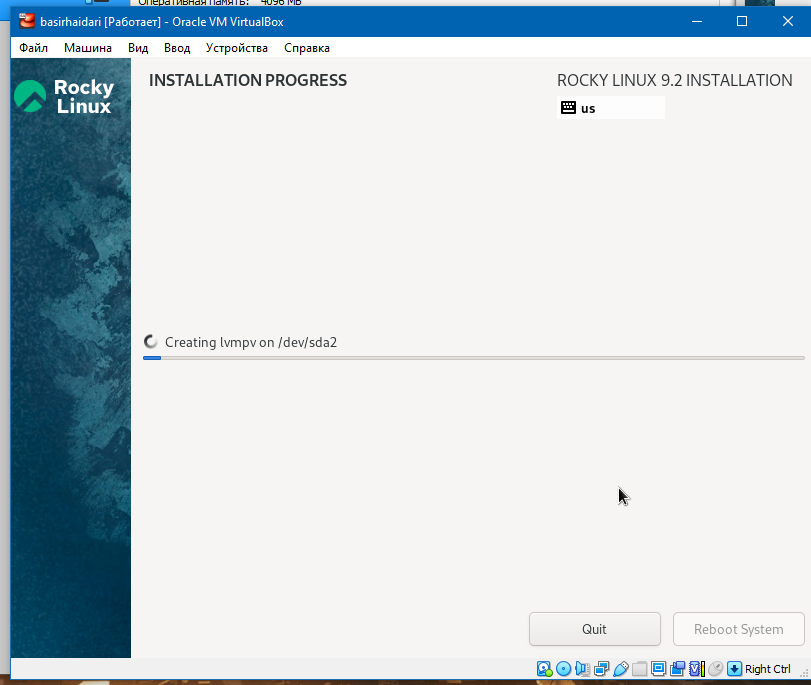 Оперативная память: 4096 МБ
basirhaidari [Работает] - Oracle VM VirtualBox
Файл Машина Вид Ввод Устройства Справка
Rocky
Linux
INSTALLATION PROGRESS
ROCKY LINUX 9.2 INSTALLATION
us
Creating lvmpv on /dev/sda2
Quit
Reboot System
Right Ctrl